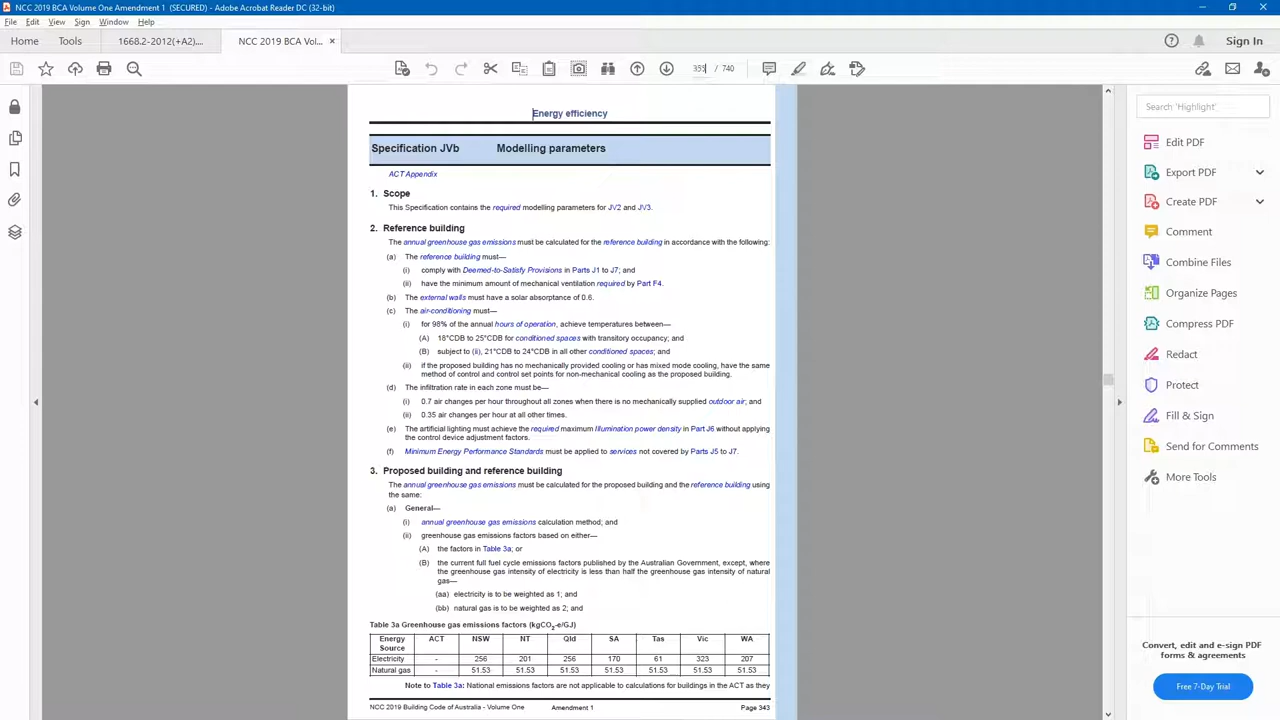 NCC 2019 BCA Volume One Amendment 1 (SECURED) - Adobe Acrobat Reader DC (32-bit)
File Edit View Sign Window Help
Home Tools 1668.2-2012(+A2).... NCC 2019 BCA Vol... × Sign In
355 / 740
Search 'Highlight'
Energy efficiency
Specification JVb Modelling parameters
ACT Appendix
1. Scope
This Specification contains the required modelling parameters for JV2 and JV3.
2. Reference building
The annual greenhouse gas emissions must be calculated for the reference building in accordance with the following:
(a) The reference building must—
(i) comply with Deemed-to-Satisfy Provisions in Parts J1 to J7; and
(ii) have the minimum amount of mechanical ventilation required by Part F4.
(b) The external walls must have a solar absorptance of 0.6.
(c) The air-conditioning must—
(i) for 98% of the annual hours of operation, achieve temperatures between—
(A) 18°CDB to 25°CDB for conditioned spaces with transitory occupancy; and
(B) subject to (ii), 21°CDB to 24°CDB in all other conditioned spaces; and
(ii) if the proposed building has no mechanically provided cooling or has mixed mode cooling, have the same
method of control and control set points for non-mechanical cooling as the proposed building.
(d) The infiltration rate in each zone must be—
(i) 0.7 air changes per hour throughout all zones when there is no mechanically supplied outdoor air; and
(ii) 0.35 air changes per hour at all other times.
(e) The artificial lighting must achieve the required maximum illumination power density in Part J6 without applying
the control device adjustment factors.
(f) Minimum Energy Performance Standards must be applied to services not covered by Parts J5 to J7.
3. Proposed building and reference building
The annual greenhouse gas emissions must be calculated for the proposed building and the reference building using
the same:
(a) General—
(i) annual greenhouse gas emissions calculation method; and
(ii) greenhouse gas emissions factors based on either—
(A) the factors in Table 3a; or
(B) the current full fuel cycle emissions factors published by the Australian Government, except, where
the greenhouse gas intensity of electricity is less than half the greenhouse gas intensity of natural
gas—
(aa) electricity is to be weighted as 1; and
(bb) natural gas is to be weighted as 2; and
Table 3a Greenhouse gas emissions factors (kgCO2-e/GJ)
Energy Source ACT NSW NT Qld SA Tas Vic WA
Electricity - 256 201 256 170 61 323 207
Natural gas - 51.53 51.53 51.53 51.53 51.53 51.53 51.53
Note to Table 3a: National emissions factors are not applicable to calculations for buildings in the ACT as they
NCC 2019 Building Code of Australia - Volume One Amendment 1 Page 343
Edit PDF
Export PDF
Create PDF
Comment
Combine Files
Organize Pages
Compress PDF
Redact
Protect
Fill & Sign
Send for Comments
More Tools
Convert, edit and e-sign PDF
forms & agreements
Free 7-Day Trial